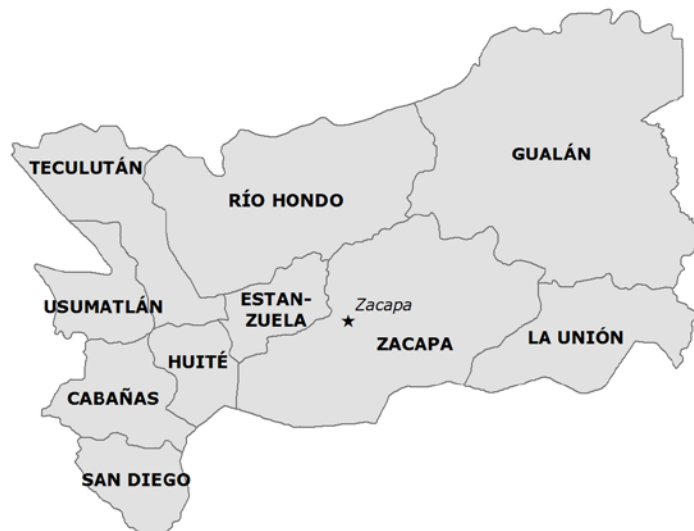 GUALÁN
TECULUTÁN
RÍO HONDO
USUMATLÁN
ESTAN-
ZUELA
Zacapa
ZACAPA
LA UNIÓN
HUITÉ
CABAÑAS
SAN DIEGO